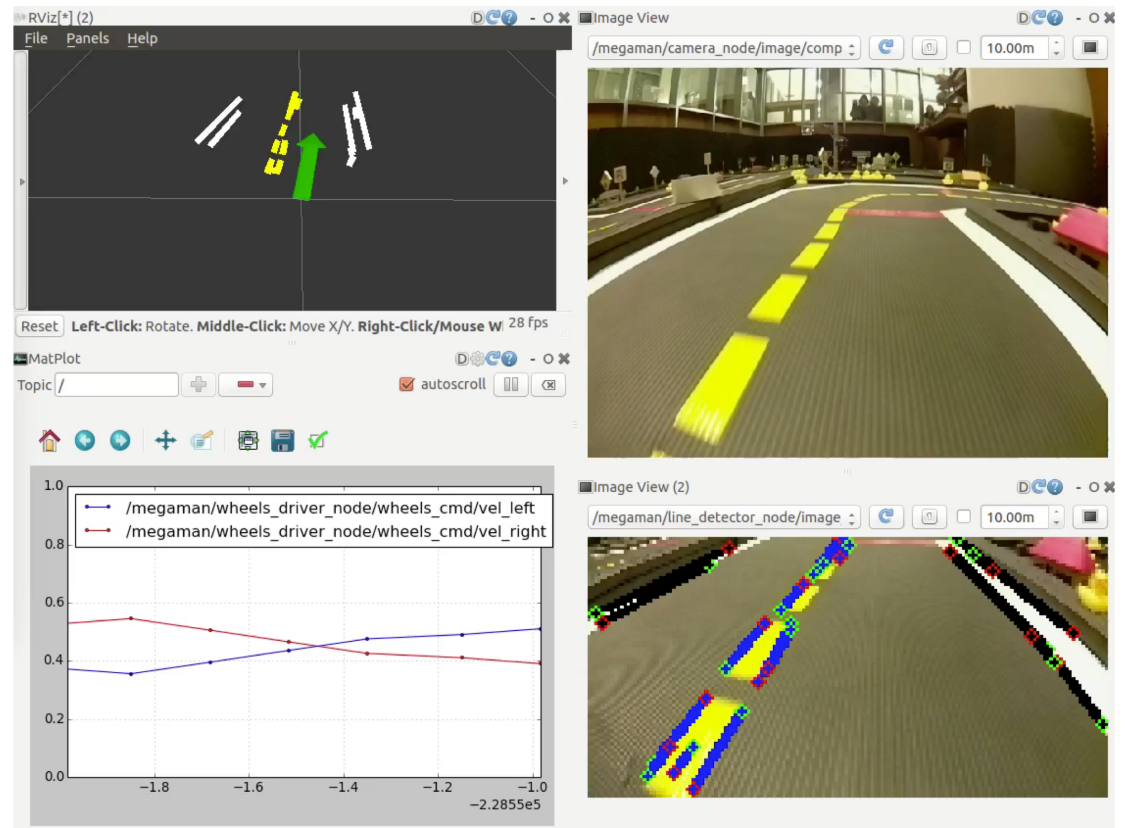 RViz[*] (2)
D
- O
File Panels Help
Reset Left-Click: Rotate. Middle-Click: Move X/Y. Right-Click/Mouse W 28 fps
MatPlot
D
- O
Topic /
autoscroll
1.0
0.8
0.6
0.4
0.2
0.0
/megaman/wheels_driver_node/wheels_cmd/vel_left
/megaman/wheels_driver_node/wheels_cmd/vel_right
−1.8 −1.6 −1.4 −1.2 −1.0
−2.2855e5
Image View
D
- O
/megaman/camera_node/image/comp
10.00m
Image View (2)
D
- O
/megaman/line_detector_node/image
10.00m